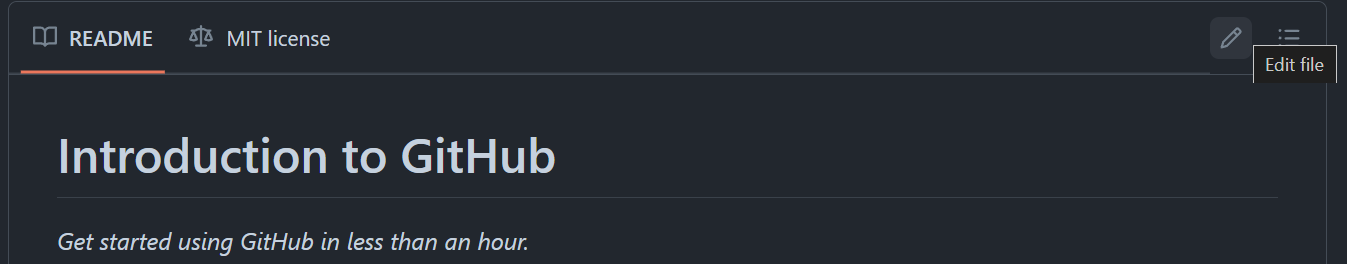 README MIT license
Edit file
Introduction to GitHub
Get started using GitHub in less than an hour.